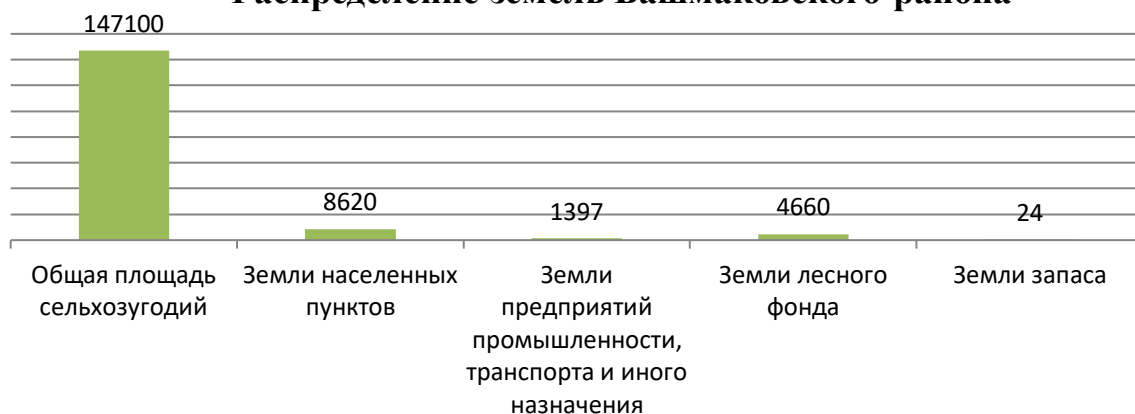 Распределение земель Башмаковского района
147100
8620
1397
4660
24
Общая площадь
сельхозугодий
Земли населенных
пунктов
Земли
предприятий
промышленности,
транспорта и иного
назначения
Земли лесного
фонда
Земли запаса